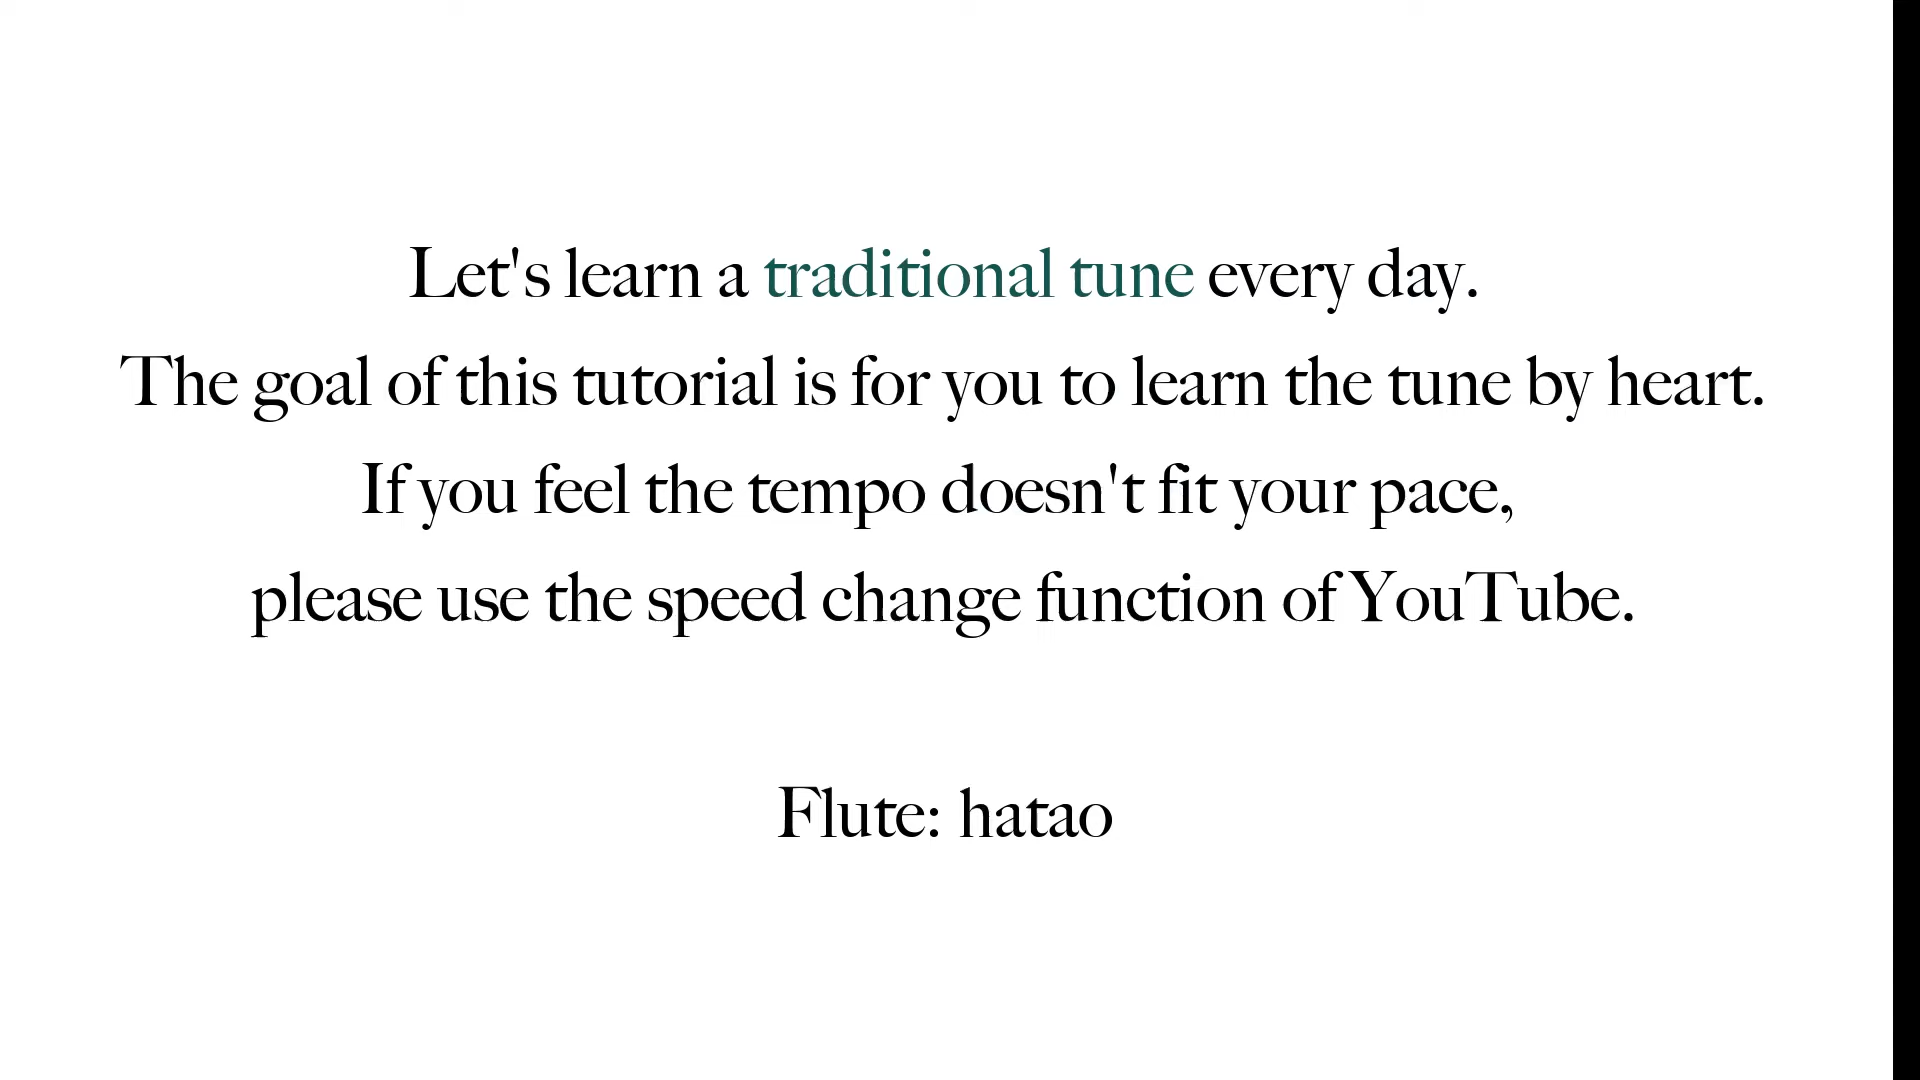 Let's learn a traditional tune every day.
The goal of this tutorial is for you to learn the tune by heart.
If you feel the tempo doesn't fit your pace,
please use the speed change function of YouTube.
Flute: hatao